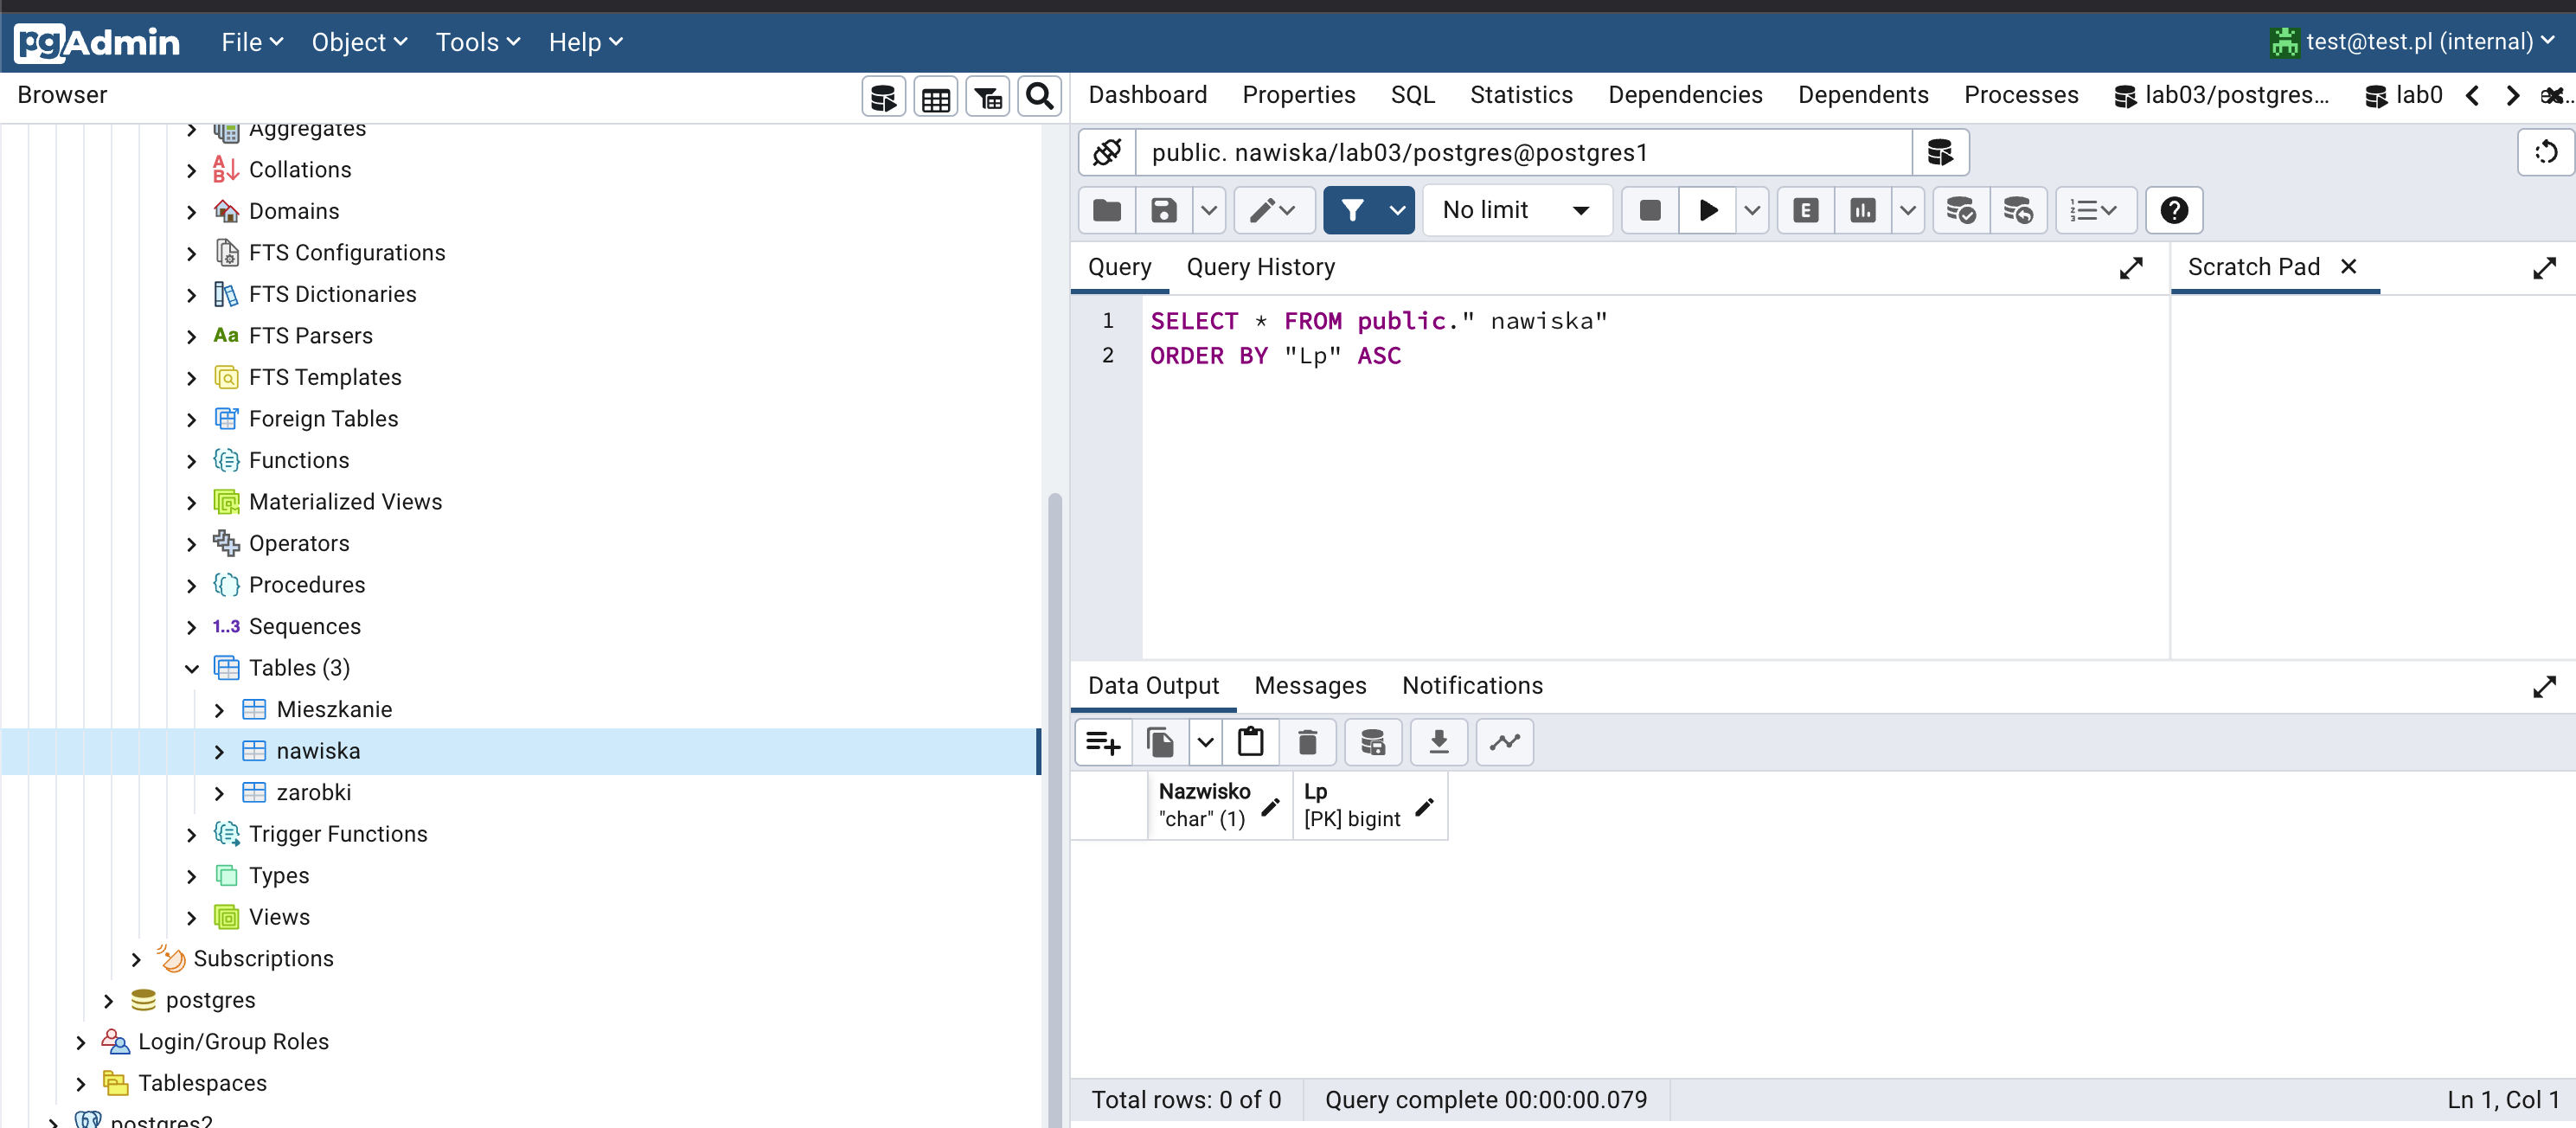 pgAdmin File Object Tools Help test@test.pl (internal)
Browser
Dashboard Properties SQL Statistics Dependencies Dependents Processes lab03/postgres... lab0
Aggregates
Collations
Domains
FTS Configurations
FTS Dictionaries
Aa FTS Parsers
FTS Templates
Foreign Tables
Functions
Materialized Views
Operators
Procedures
1..3 Sequences
Tables (3)
Mieszkanie
nawiska
zarobki
Trigger Functions
Types
Views
Subscriptions
postgres
Login/Group Roles
Tablespaces
postgres2
public. nawiska/lab03/postgres@postgres1
No limit
E
Query Query History
Scratch Pad
1 SELECT * FROM public." nawiska"
2 ORDER BY "Lp" ASC
Data Output Messages Notifications
Nazwisko Lp
"char" (1) [PK] bigint
Total rows: 0 of 0 Query complete 00:00:00.079 Ln 1, Col 1